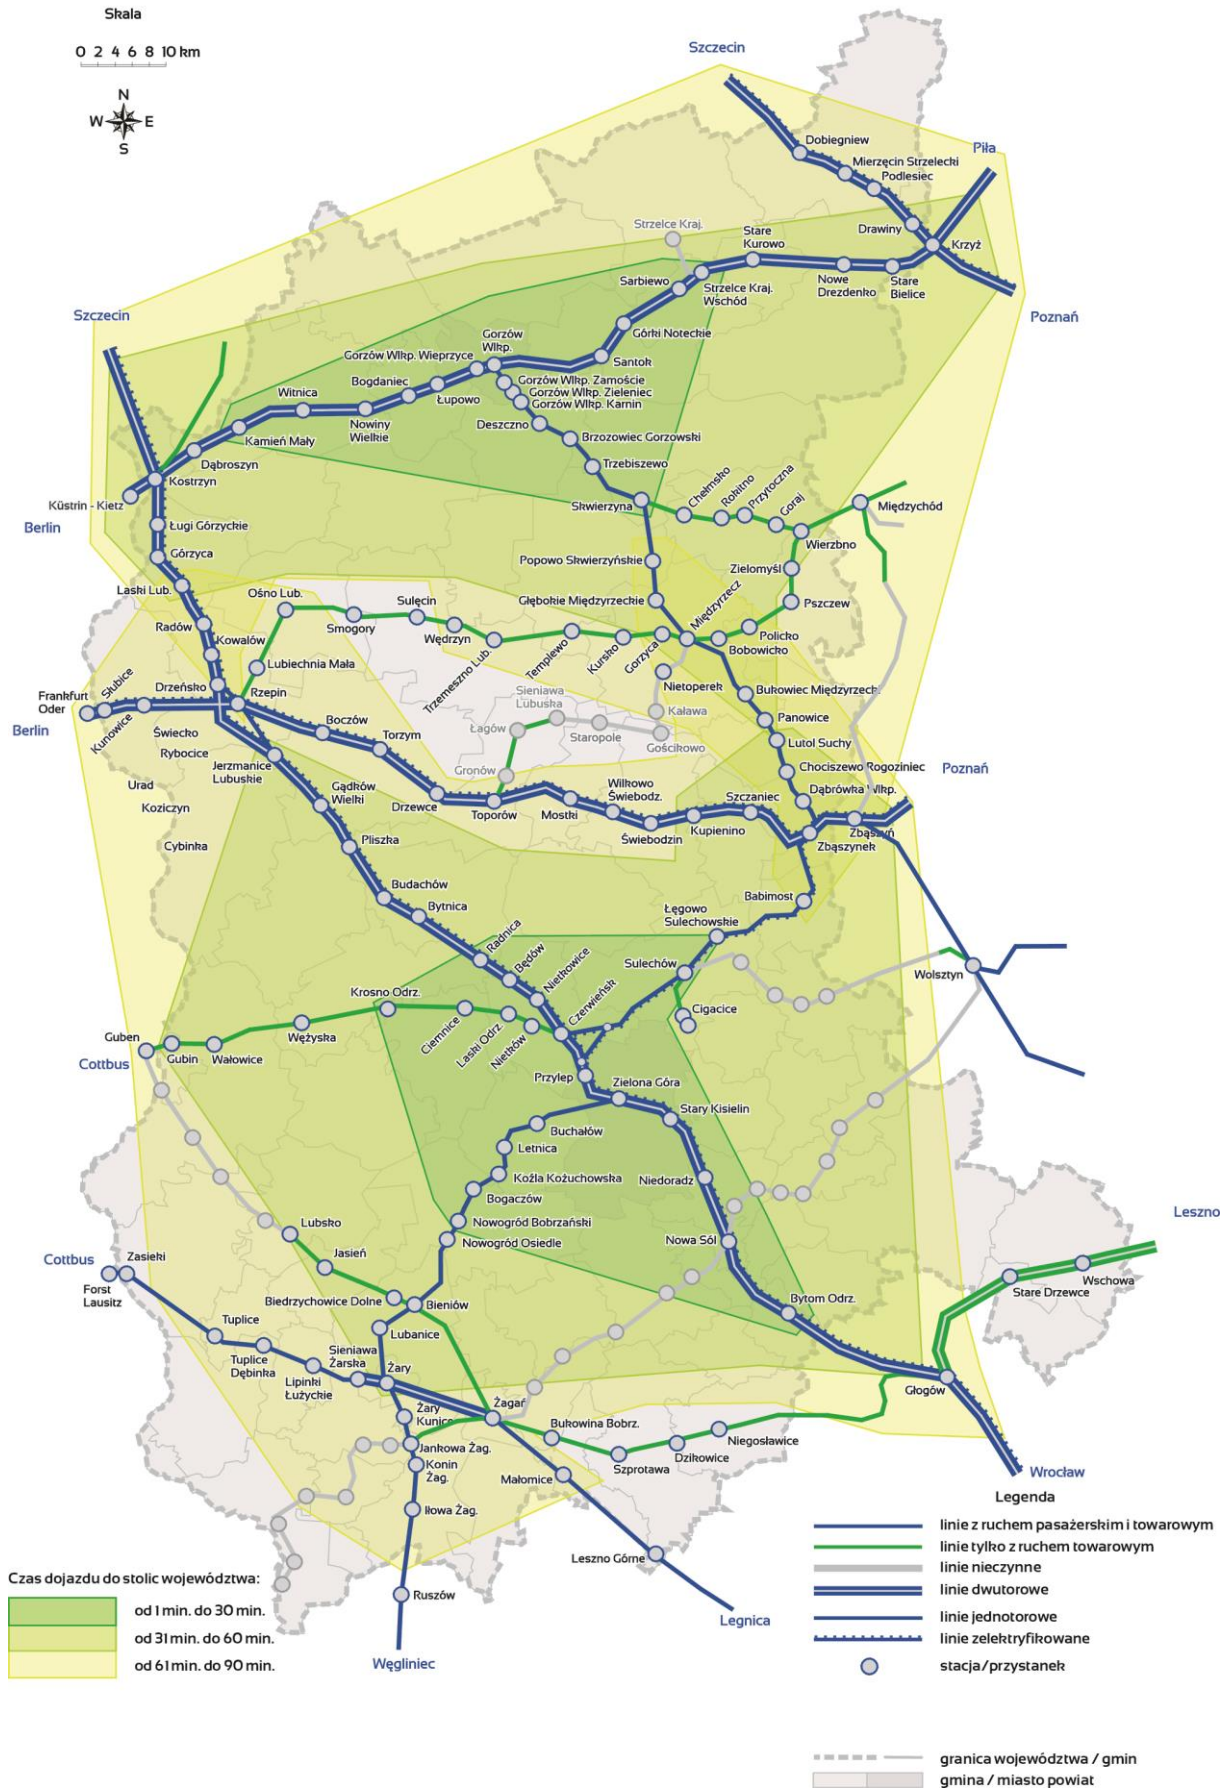 Skala
0 2 4 6 8 10 km
N
W E
S
Szczecin
Dobiegniew
Mierzęcin Strzelecki
Podlesiec
Piła
Drawiny
Krzyż
Strzelce Kraj.
Stare
Kurowo
Sarbiewo
Strzelce Kraj.
Wschód
Nowe
Drezdenko
Stare
Bielice
Poznań
Szczecin
Górki Noteckie
Gorzów
Wlkp.
Gorzów Wlkp. Wieprzyce
Santok
Bogdaniec
Gorzów Wlkp. Zamoście
Gorzów Wlkp. Zieleniec
Gorzów Wlkp. Karnin
Witnica
Łupowo
Nowiny
Wielkie
Deszczno
Kamień Mały
Brzozowiec Gorzowski
Dąbroszyn
Trzebiszewo
Kostrzyn
Küstrin - Kietz
Skwierzyna
Chełmsko
Rokitno
Przytoczna
Goraj
Międzychód
Berlin
Ługi Górzyckie
Wierzbno
Górzyca
Popowo Skwierzyńskie
Zielomyśl
Laski Lub.
Ośno Lub.
Sulęcin
Głębokie Międzyrzeckie
Międzyrzecz
Pszczew
Radów
Smogory
Wędrzyn
Policko
Kowalów
Trzemeszno Lub.
Templewo
Kursko
Gorzyca
Bobowicko
Lubiechnia Mała
Nietoperek
Drzeńsko
Rzepin
Bukowiec Międzyrzeck.
Frankfurt
Oder
Słubice
Kunowice
Sieniawa
Lubuska
Kaława
Panowice
Berlin
Świecko
Boczów
Łagów
Staropole
Gościkowo
Lutol Suchy
Rybocice
Torzym
Jerzmanice
Lubuskie
Gronów
Chociszewo Rogoziniec
Poznań
Urad
Gądków
Wielki
Koziczyn
Drzewce
Toporów
Mostki
Wilkowo
Świebodz.
Szczaniec
Dąbrówka Wlkp.
Świebodzin
Kupienino
Zbąszyń
Zbąszynek
Cybinka
Pliszka
Budachów
Babimost
Bytnica
Łęgowo
Sulechowskie
Radnica
Będów
Nietkowice
Sulechów
Wolsztyn
Krosno Odrz.
Czerwieńsk
Cigacice
Ciemnice
Laski Odrz.
Nietków
Wężyska
Guben
Gubin
Wałowice
Cottbus
Przylep
Zielona Góra
Stary Kisielin
Buchałów
Letnica
Koźla Kożuchowska
Niedoradz
Bogaczów
Nowogród Bobrzański
Lubsko
Nowogród Osiedle
Nowa Sól
Leszno
Cottbus
Zasieki
Jasień
Wschowa
Forst
Lausitz
Stare Drzewce
Biedrzychowice Dolne
Bieniów
Bytom Odrz.
Tuplice
Lubanice
Tuplice
Dębinka
Sieniawa
Żarska
Żary
Lipinki
Łużyckie
Głogów
Żagań
Żary
Kunice
Bukowina Bobrz.
Niegosławice
Jankowa Żag.
Dzikowice
Szprotawa
Konin
Żag.
Małomice
Wrocław
Iłowa Żag.
Leszno Górne
Ruszów
Legnica
Węgliniec
Legenda
linie z ruchem pasażerskim i towarowym
linie tylko z ruchem towarowym
linie nieczynne
linie dwutorowe
linie jednotorowe
linie zelektryfikowane
stacja/przystanek
Czas dojazdu do stolic województwa:
od 1 min. do 30 min.
od 31 min. do 60 min.
od 61 min. do 90 min.
granica województwa / gmin
gmina / miasto powiat